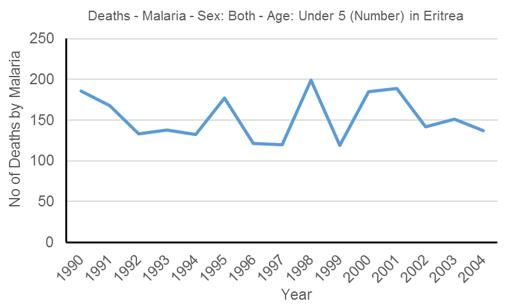 Deaths - Malaria - Sex: Both - Age: Under 5 (Number) in Eritrea
No of Deaths by Malaria
250
200
150
100
50
0
1990 1991 1992 1993 1994 1995 1996 1997 1998 1999 2000 2001 2002 2003 2004
Year